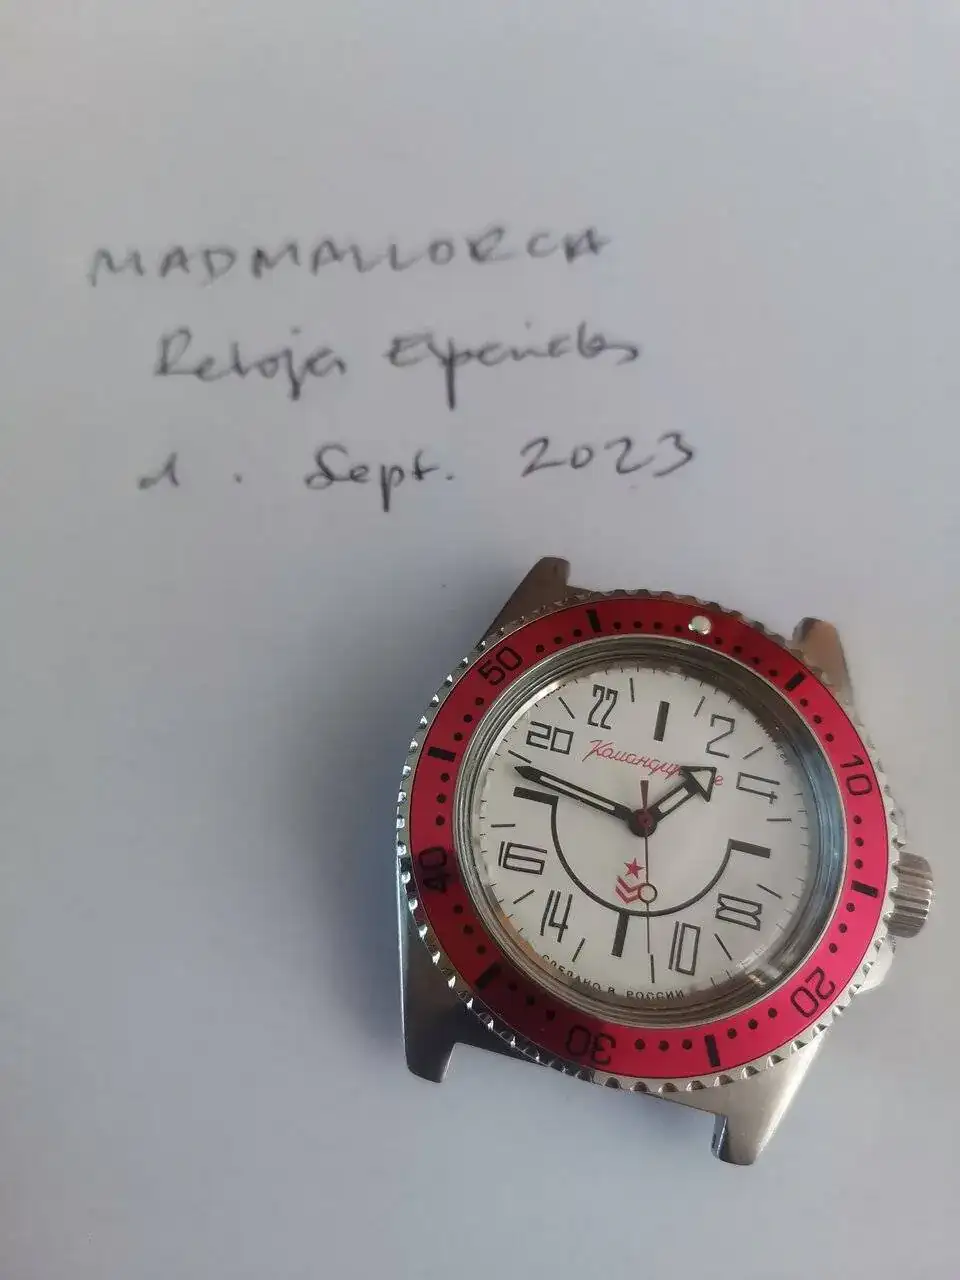 MADMALLORCA
Relojes Especiales
1. Sept. 2023
50
10
20
30
40
22
2
20
4
Командирские
16
8
14
10
СДЕЛАНО В РОССИИ